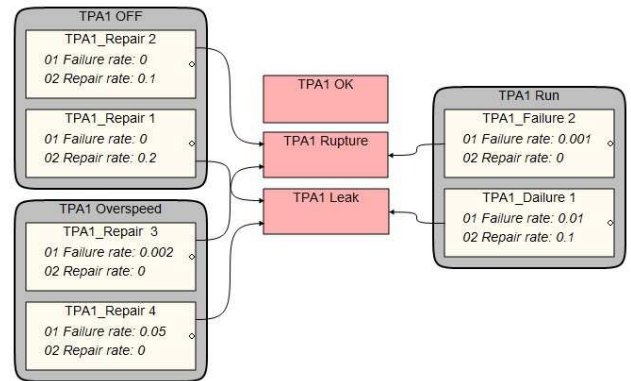 TPA1 OFF
TPA1_Repair 2
01 Failure rate: 0
02 Repair rate: 0.1
TPA1_Repair 1
01 Failure rate: 0
02 Repair rate: 0.2
TPA1 Overspeed
TPA1_Repair 3
01 Failure rate: 0.002
02 Repair rate: 0
TPA1_Repair 4
01 Failure rate: 0.05
02 Repair rate: 0
TPA1 OK
TPA1 Rupture
TPA1 Leak
TPA1 Run
TPA1_Failure 2
01 Failure rate: 0.001
02 Repair rate: 0
TPA1_Dailure 1
01 Failure rate: 0.01
02 Repair rate: 0.1